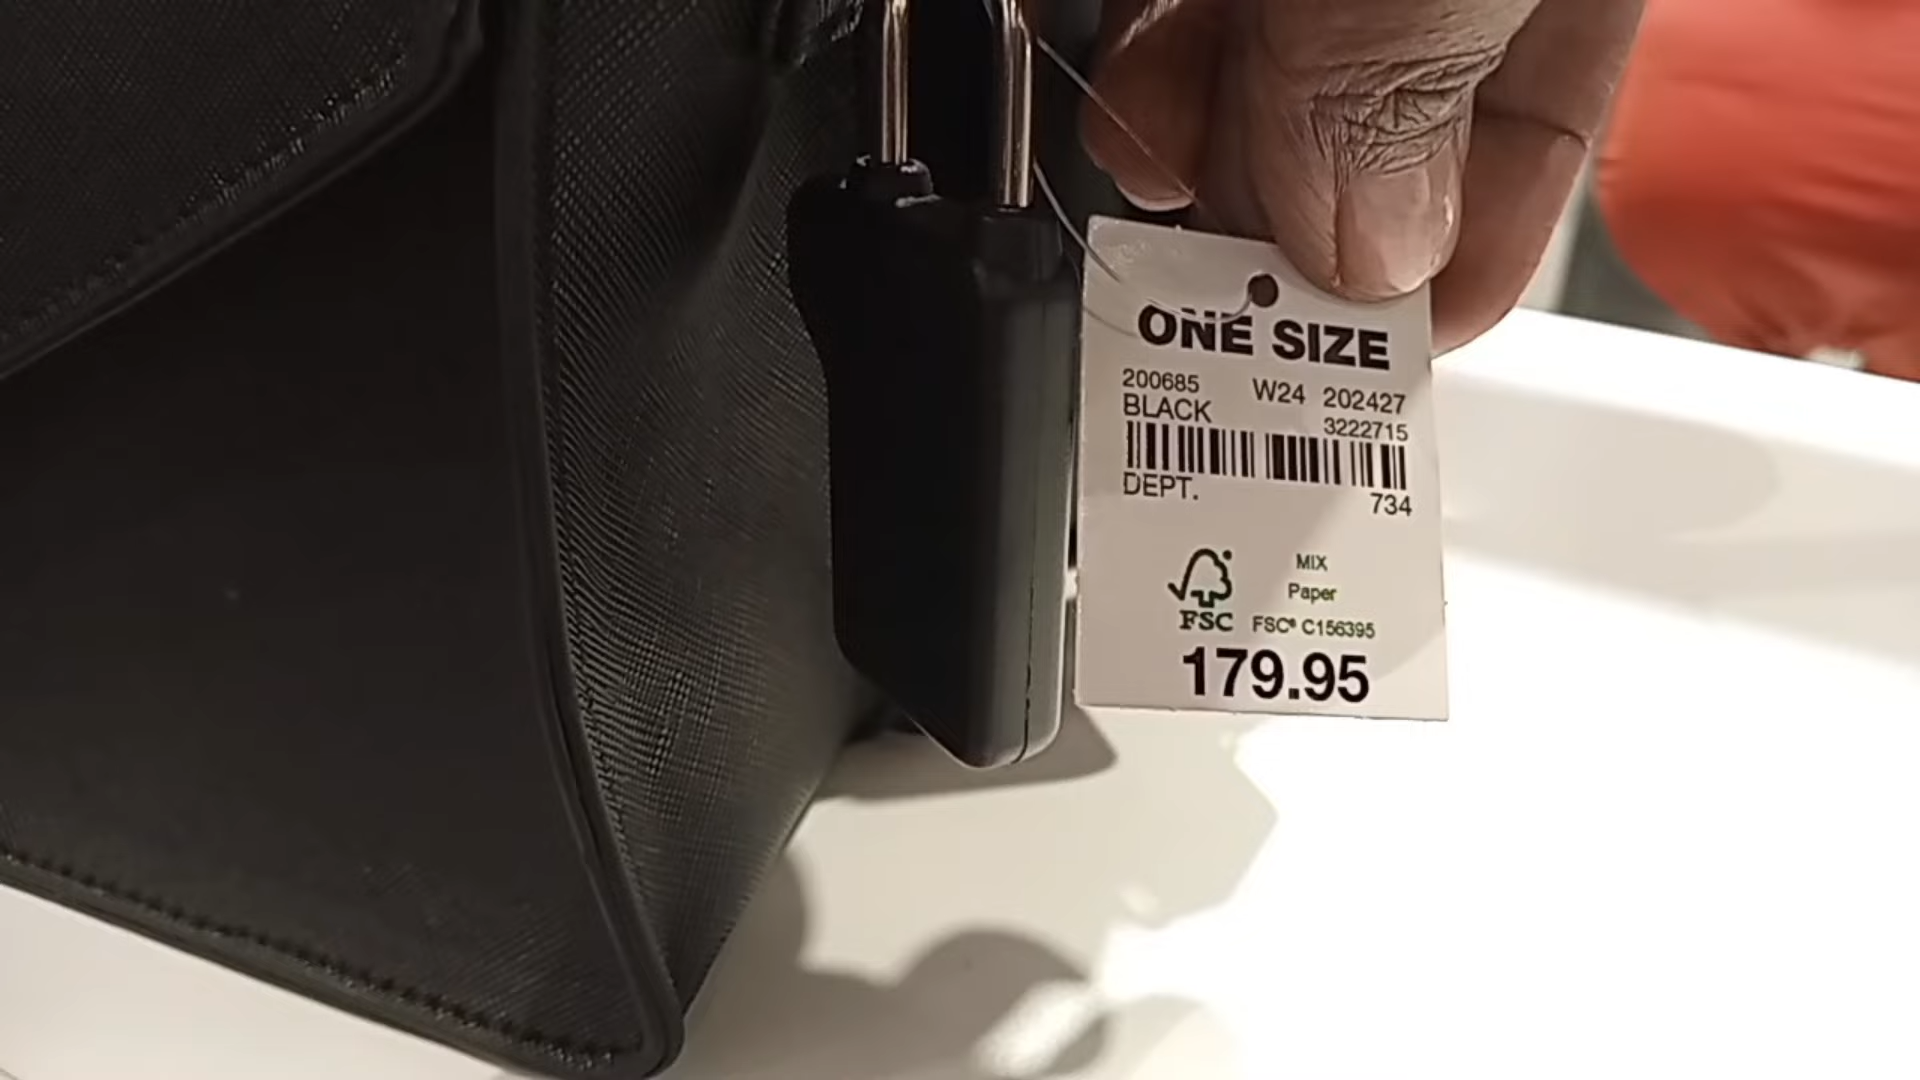 ONE SIZE
200685 W24 202427
BLACK 3222715
DEPT. 734
MIX
Paper
FSC FSC® C156395
179.95